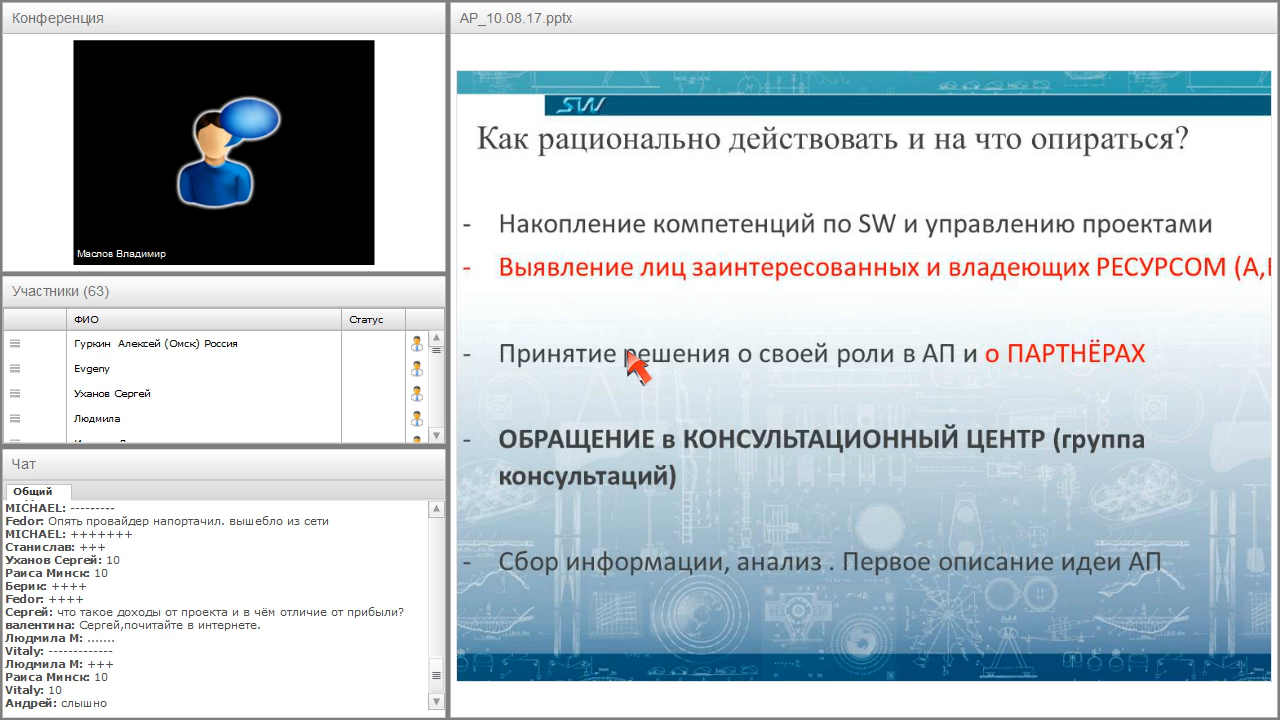 Конференция
Маслов Владимир
Участники (63)
ФИО
Статус
Гуркин Алексей (Омск) Россия
Evgeny
Уханов Сергей
Людмила
Чат
Общий
MICHAEL: ---------
Fedor: Опять провайдер напортачил. вышебло из сети
MICHAEL: +++++++
Станислав: +++
Уханов Сергей: 10
Раиса Минск: 10
Берик: ++++
Fedor: ++++
Сергей: что такое доходы от проекта и в чём отличие от прибыли?
валентина: Сергей,почитайте в интернете.
Людмила М: .......
Vitaly: -------------
Людмила М: +++
Раиса Минск: 10
Vitaly: 10
Андрей: слышно
AP_10.08.17.pptx
SW
Как рационально действовать и на что опираться?
- Накопление компетенций по SW и управлению проектами
- Выявление лиц заинтересованных и владеющих РЕСУРСОМ (А,
- Принятие решения о своей роли в АП и о ПАРТНЁРАХ
- ОБРАЩЕНИЕ в КОНСУЛЬТАЦИОННЫЙ ЦЕНТР (группа
консультаций)
- Сбор информации, анализ . Первое описание идеи АП